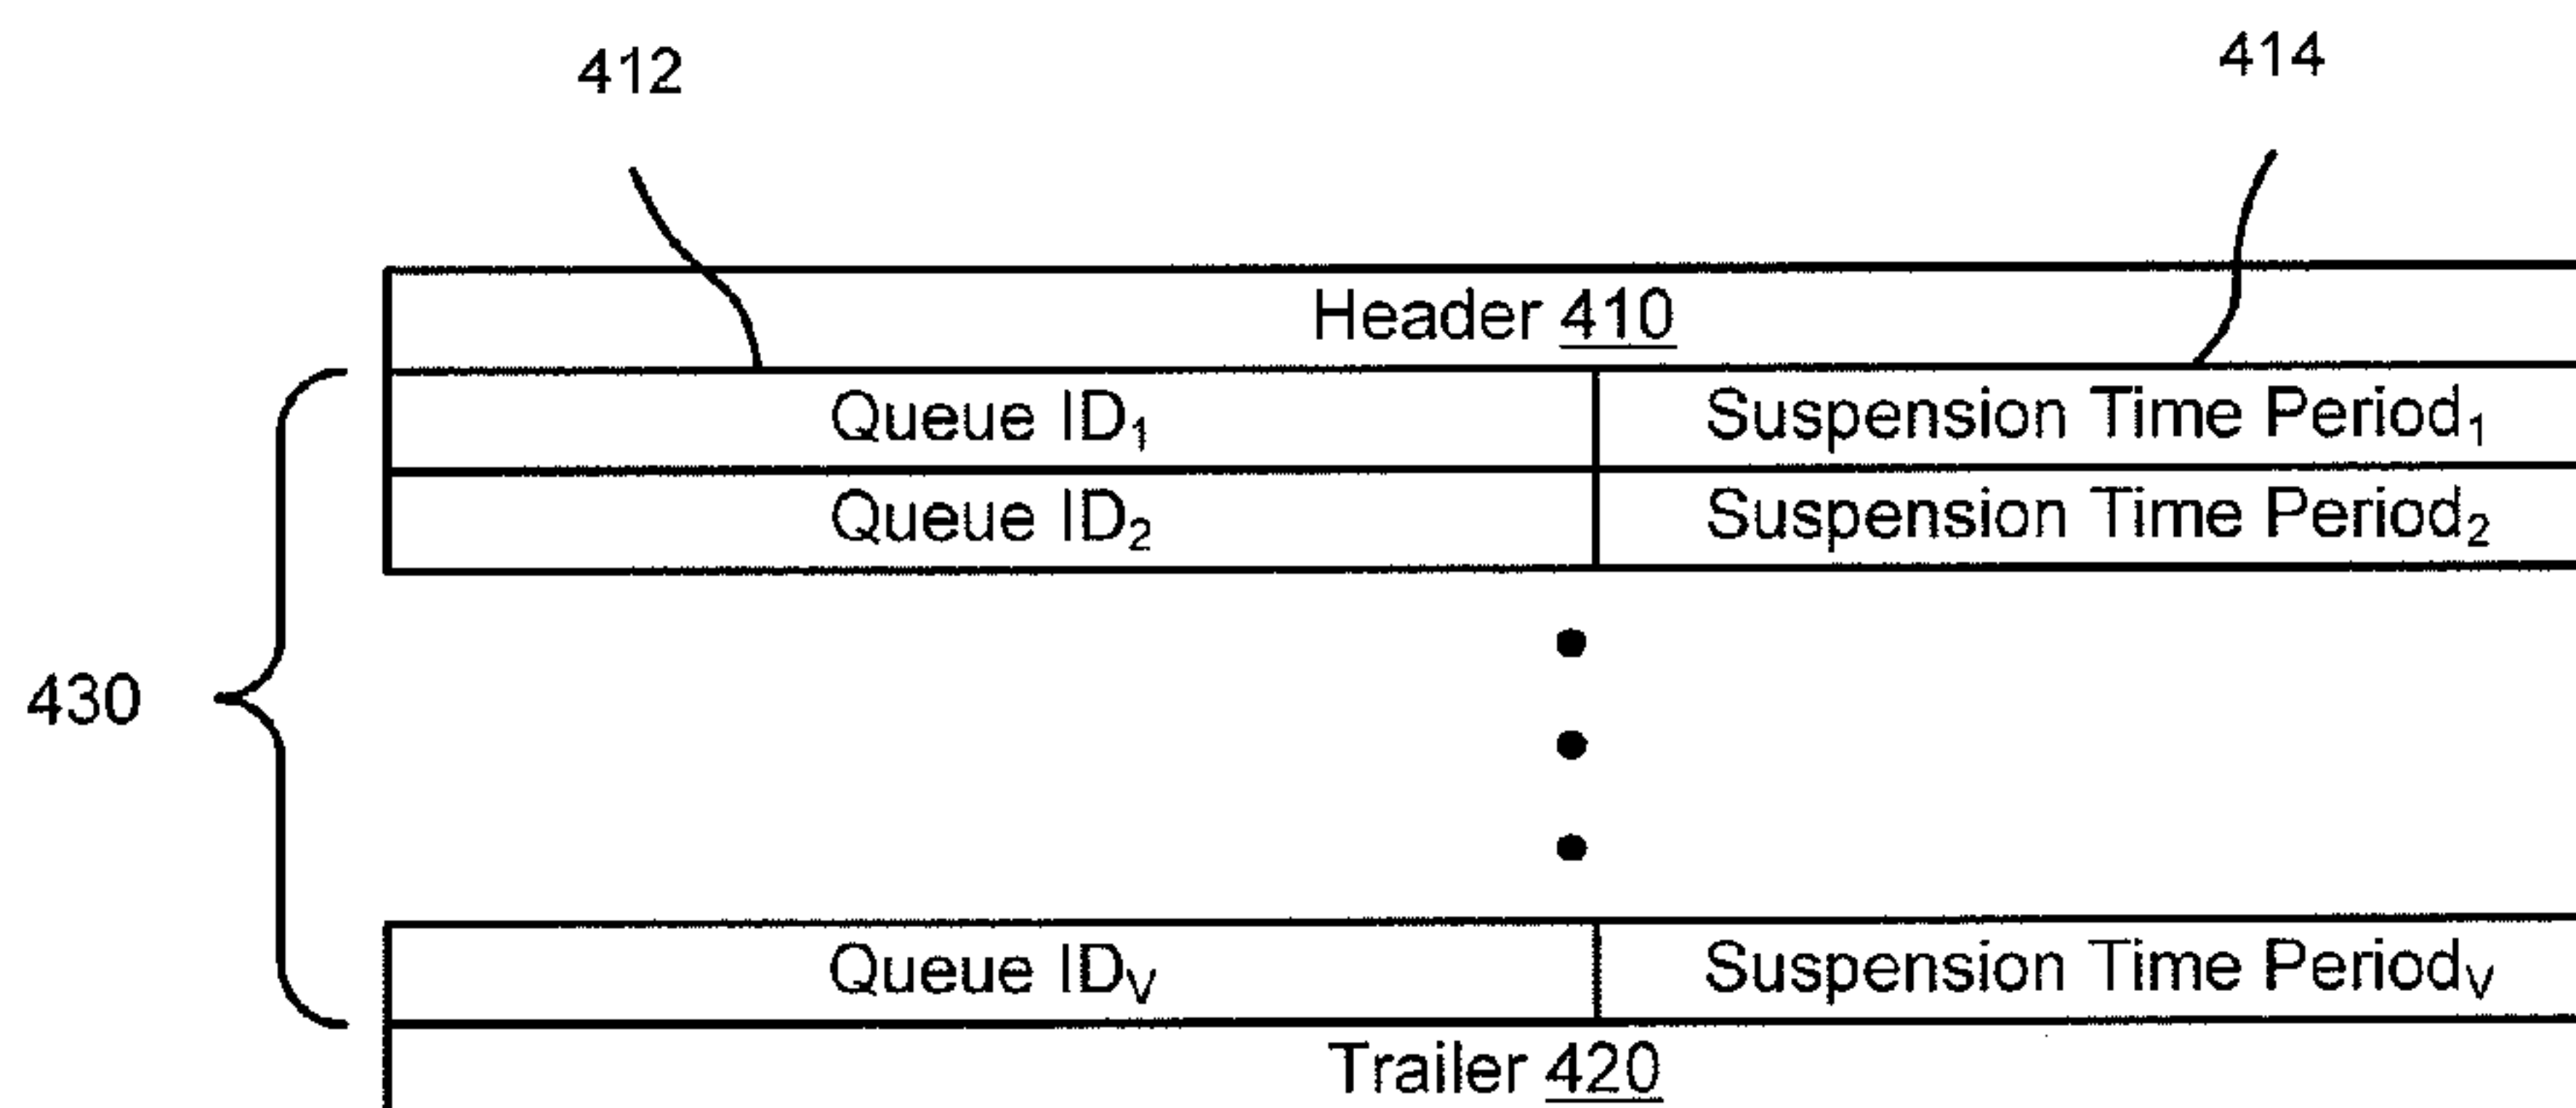 412
414
Header 410
Queue ID₁ Suspension Time Period₁
Queue ID₂ Suspension Time Period₂
430
Queue IDᵥ Suspension Time Periodᵥ
Trailer 420